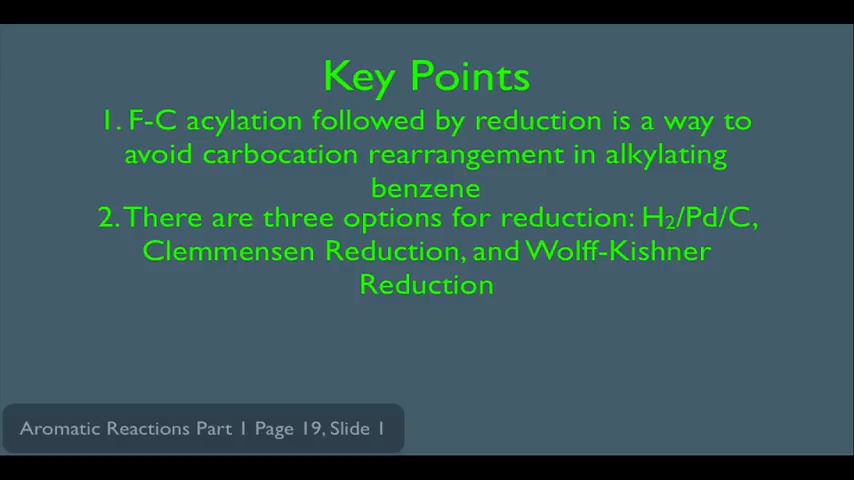 Key Points
1. F-C acylation followed by reduction is a way to
avoid carbocation rearrangement in alkylating
benzene
2. There are three options for reduction: H₂/Pd/C,
Clemmensen Reduction, and Wolff-Kishner
Reduction
Aromatic Reactions Part 1 Page 19, Slide 1